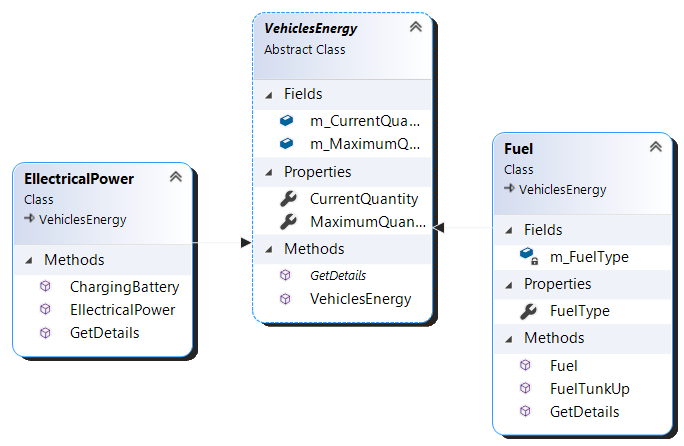 VehiclesEnergy
Abstract Class
Fields
m_CurrentQua...
m_MaximumQ...
Properties
CurrentQuantity
MaximumQuan...
Methods
GetDetails
VehiclesEnergy
EllectricalPower
Class
VehiclesEnergy
Methods
ChargingBattery
EllectricalPower
GetDetails
Fuel
Class
VehiclesEnergy
Fields
m_FuelType
Properties
FuelType
Methods
Fuel
FuelTunkUp
GetDetails